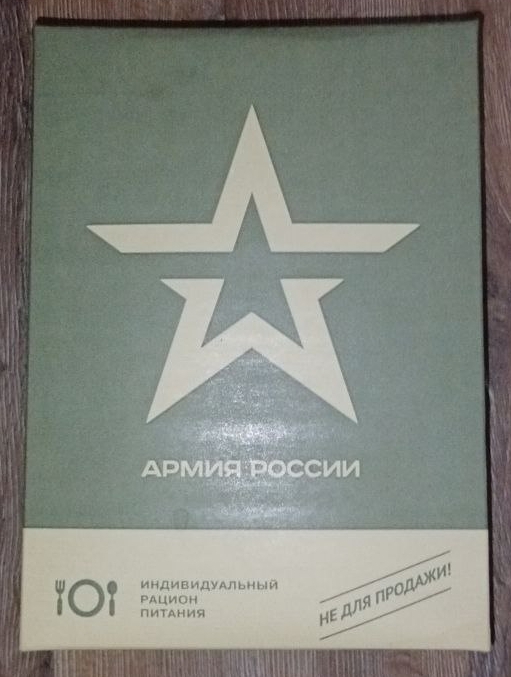 АРМИЯ РОССИИ
ИНДИВИДУАЛЬНЫЙ
РАЦИОН
ПИТАНИЯ
НЕ ДЛЯ ПРОДАЖИ!